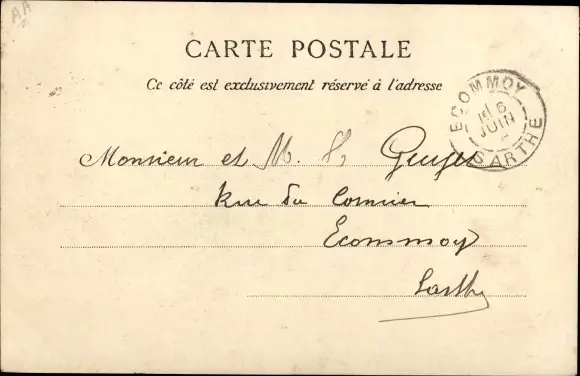 AA
CARTE POSTALE
Ce côté est exclusivement réservé à l'adresse
ECOMMOY
6
JUIN
SARTHE
Monsieur et M.
Rue du Cormier
Ecommoy
Sarthe